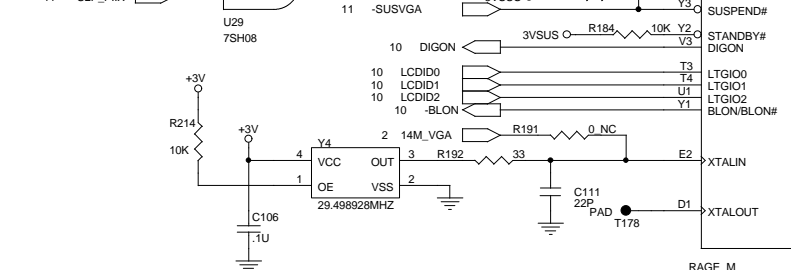 11 -SUSVGA
Y3 SUSPEND#
U29
7SH08
3VSUS R184 10K Y2 STANDBY#
10 DIGON V3 DIGON
10 LCDID0 T3 LTGIO0
10 LCDID1 T4 LTGIO1
10 LCDID2 U1 LTGIO2
10 -BLON Y1 BLON/BLON#
+3V
R214
10K
+3V
2 14M_VGA R191 0_NC
Y4
4 VCC OUT 3 R192 33 E2 XTALIN
1 OE VSS 2
29.498928MHZ
C111
22P
PAD T178 D1 XTALOUT
C106
.1U
RAGE_M